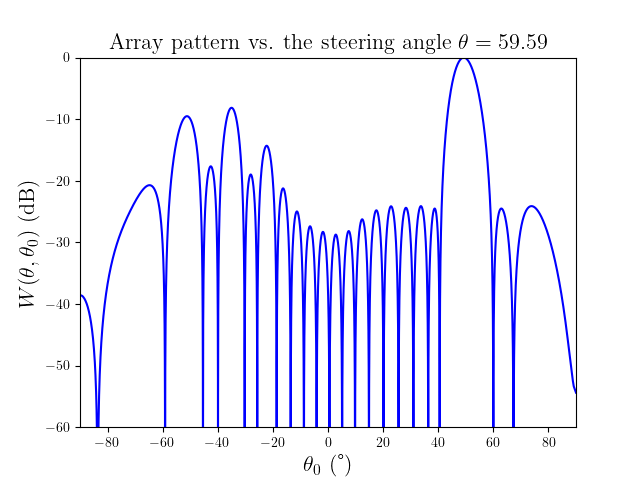 Array pattern vs. the steering angle θ = 59.59
W(θ, θ₀) (dB)
0
−10
−20
−30
−40
−50
−60
−80 −60 −40 −20 0 20 40 60 80
θ₀ (°)